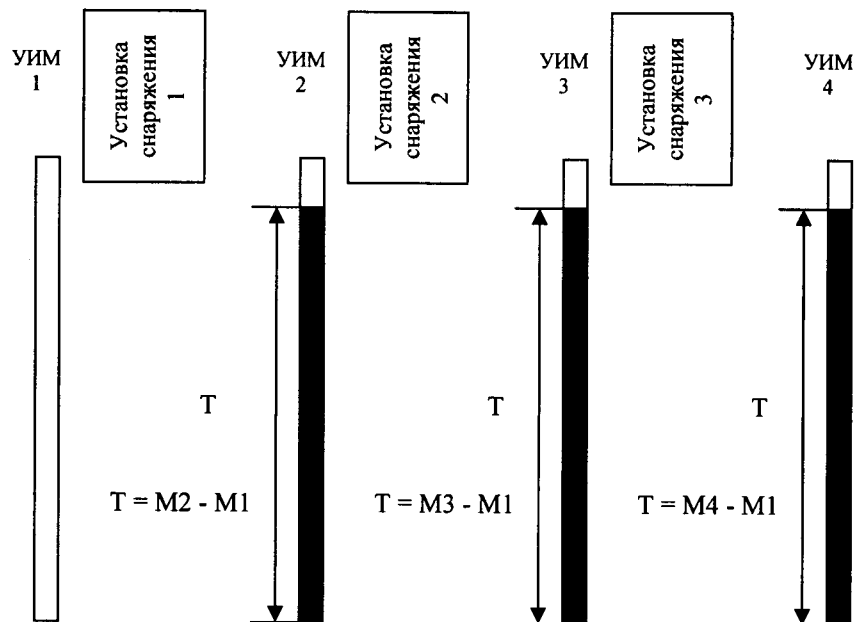 УИМ
1
Установка
снаряжения
1
УИМ
2
Установка
снаряжения
2
УИМ
3
Установка
снаряжения
3
УИМ
4
T
T
T
T = M2 - M1
T = M3 - M1
T = M4 - M1